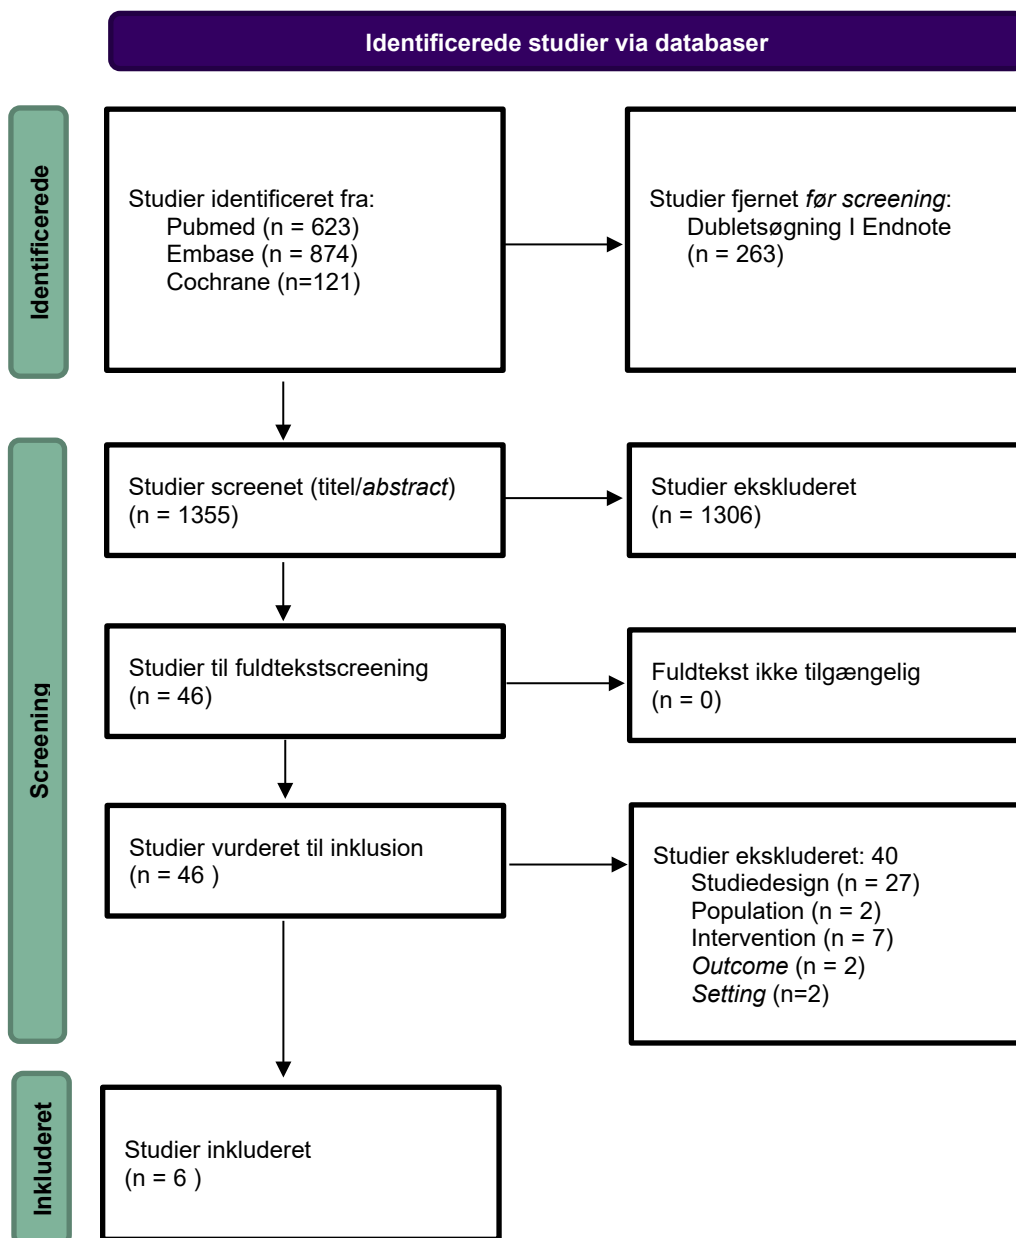 Identificerede studier via databaser
Identificerede
Studier identificeret fra:
Pubmed (n = 623)
Embase (n = 874)
Cochrane (n=121)
Studier fjernet før screening:
Dubletsøgning I Endnote
(n = 263)
Screening
Studier screenet (titel/abstract)
(n = 1355)
Studier ekskluderet
(n = 1306)
Studier til fuldtekstscreening
(n = 46)
Fuldtekst ikke tilgængelig
(n = 0)
Studier vurderet til inklusion
(n = 46 )
Studier ekskluderet: 40
Studiedesign (n = 27)
Population (n = 2)
Intervention (n = 7)
Outcome (n = 2)
Setting (n=2)
Inkluderet
Studier inkluderet
(n = 6 )